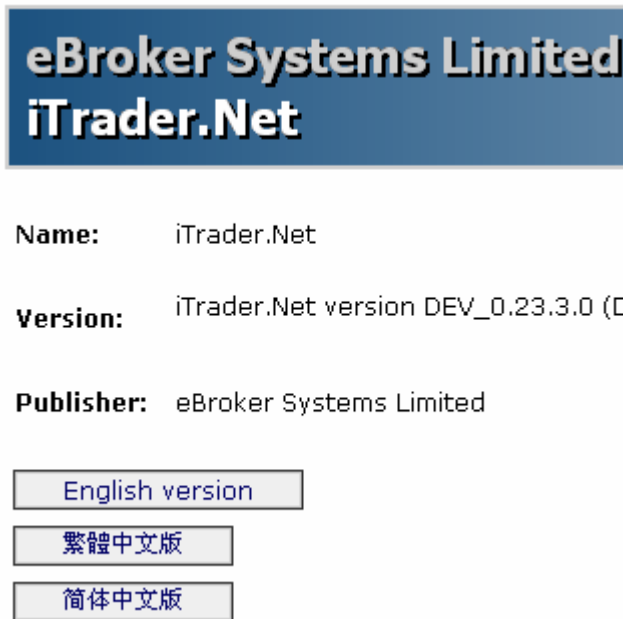 eBroker Systems Limited
iTrader.Net
Name: iTrader.Net
Version: iTrader.Net version DEV_0.23.3.0 (
Publisher: eBroker Systems Limited
English version
繁體中文版
简体中文版